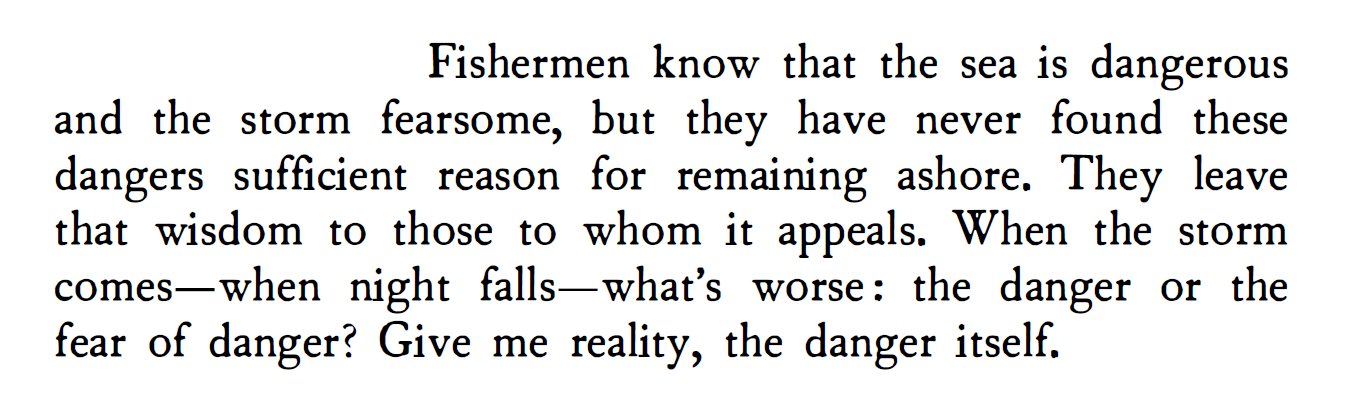 Fishermen know that the sea is dangerous
and the storm fearsome, but they have never found these
dangers sufficient reason for remaining ashore. They leave
that wisdom to those to whom it appeals. When the storm
comes—when night falls—what's worse: the danger or the
fear of danger? Give me reality, the danger itself.